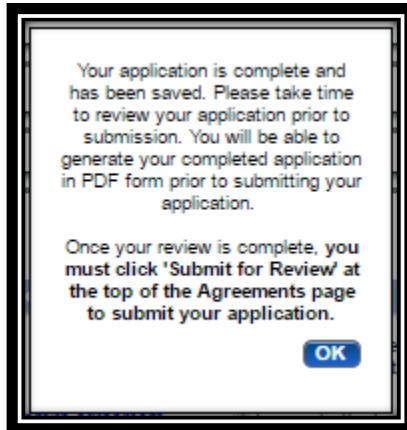 Your application is complete and
has been saved. Please take time
to review your application prior to
submission. You will be able to
generate your completed application
in PDF form prior to submitting your
application.
Once your review is complete, you
must click 'Submit for Review' at
the top of the Agreements page
to submit your application.
OK